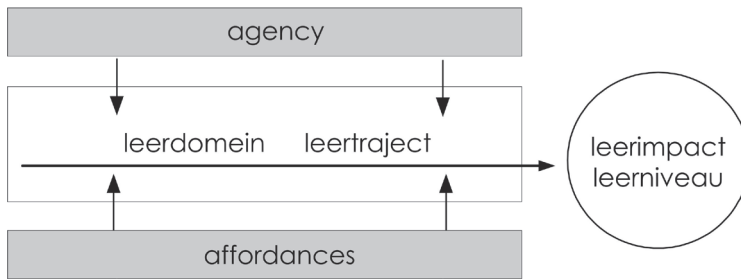 agency
leerdomein leertraject
leerimpact
leerniveau
affordances